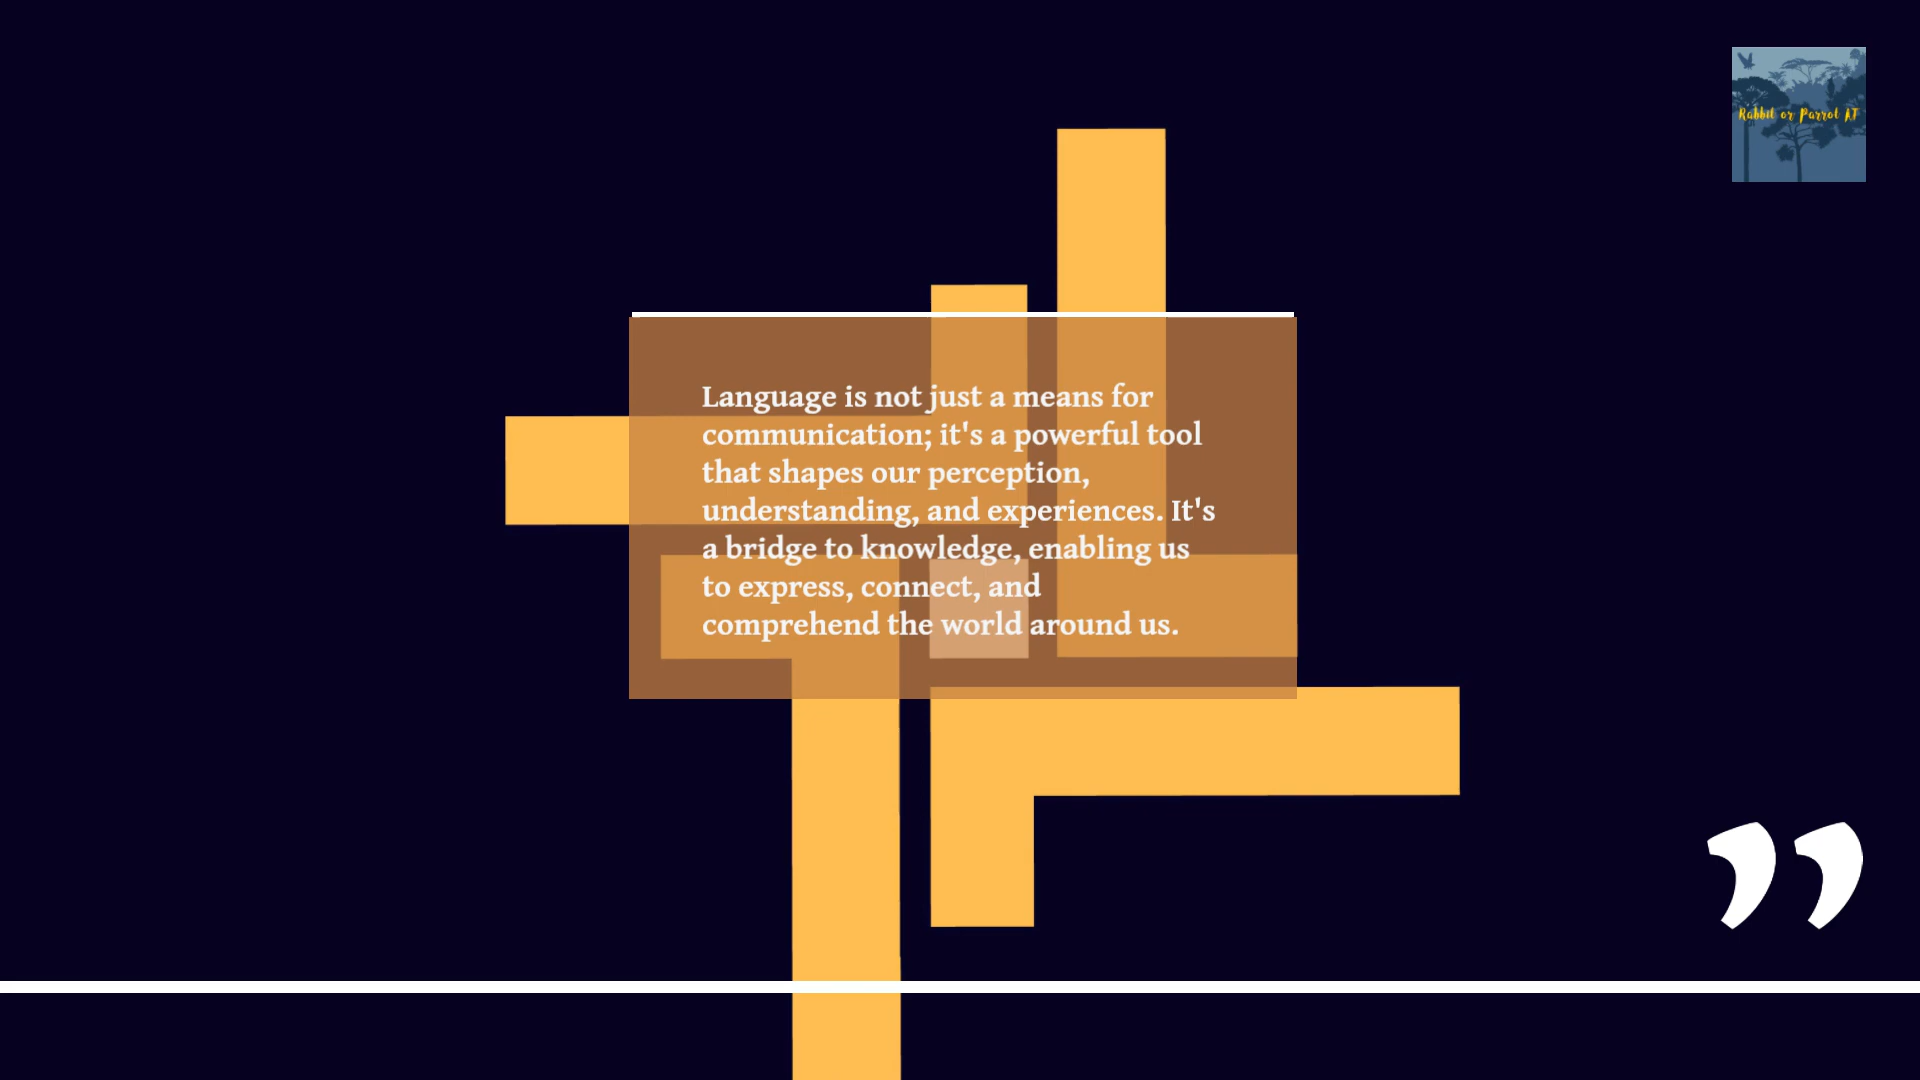 Rabbit or Parrot AI
Language is not just a means for
communication; it's a powerful tool
that shapes our perception,
understanding, and experiences. It's
a bridge to knowledge, enabling us
to express, connect, and
comprehend the world around us.
”